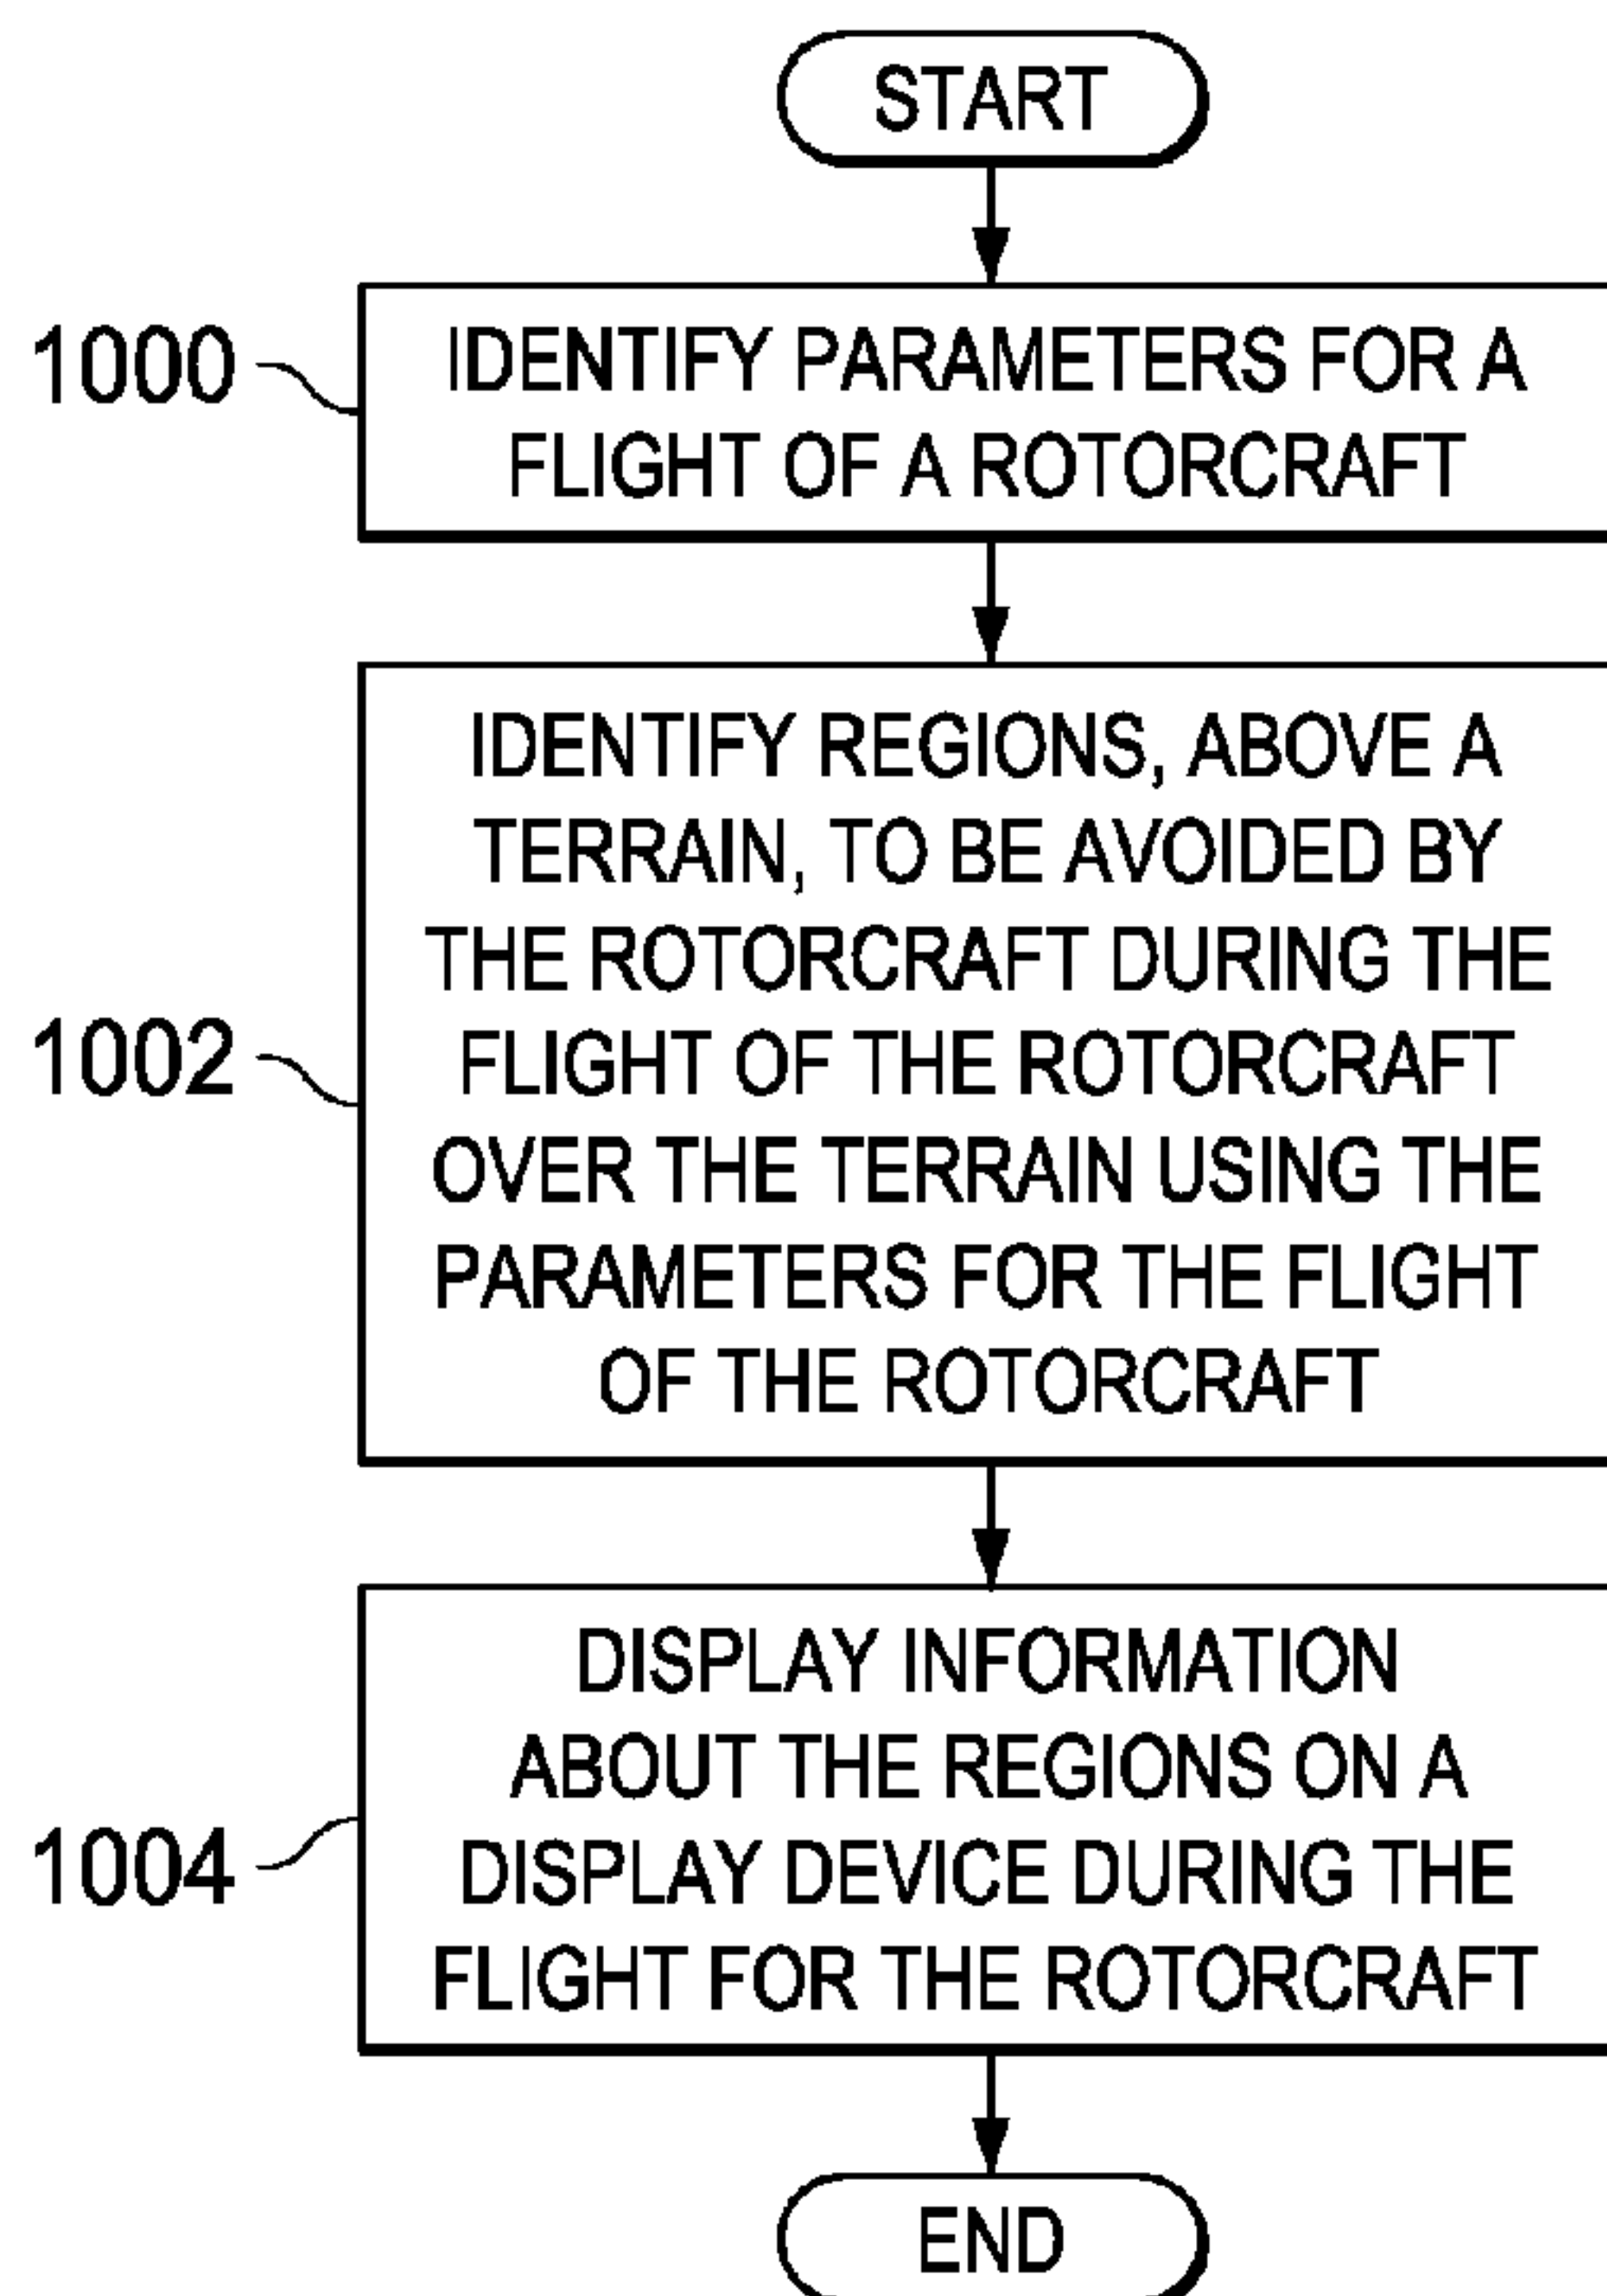 START
1000
IDENTIFY PARAMETERS FOR A
FLIGHT OF A ROTORCRAFT
1002
IDENTIFY REGIONS, ABOVE A
TERRAIN, TO BE AVOIDED BY
THE ROTORCRAFT DURING THE
FLIGHT OF THE ROTORCRAFT
OVER THE TERRAIN USING THE
PARAMETERS FOR THE FLIGHT
OF THE ROTORCRAFT
1004
DISPLAY INFORMATION
ABOUT THE REGIONS ON A
DISPLAY DEVICE DURING THE
FLIGHT FOR THE ROTORCRAFT
END